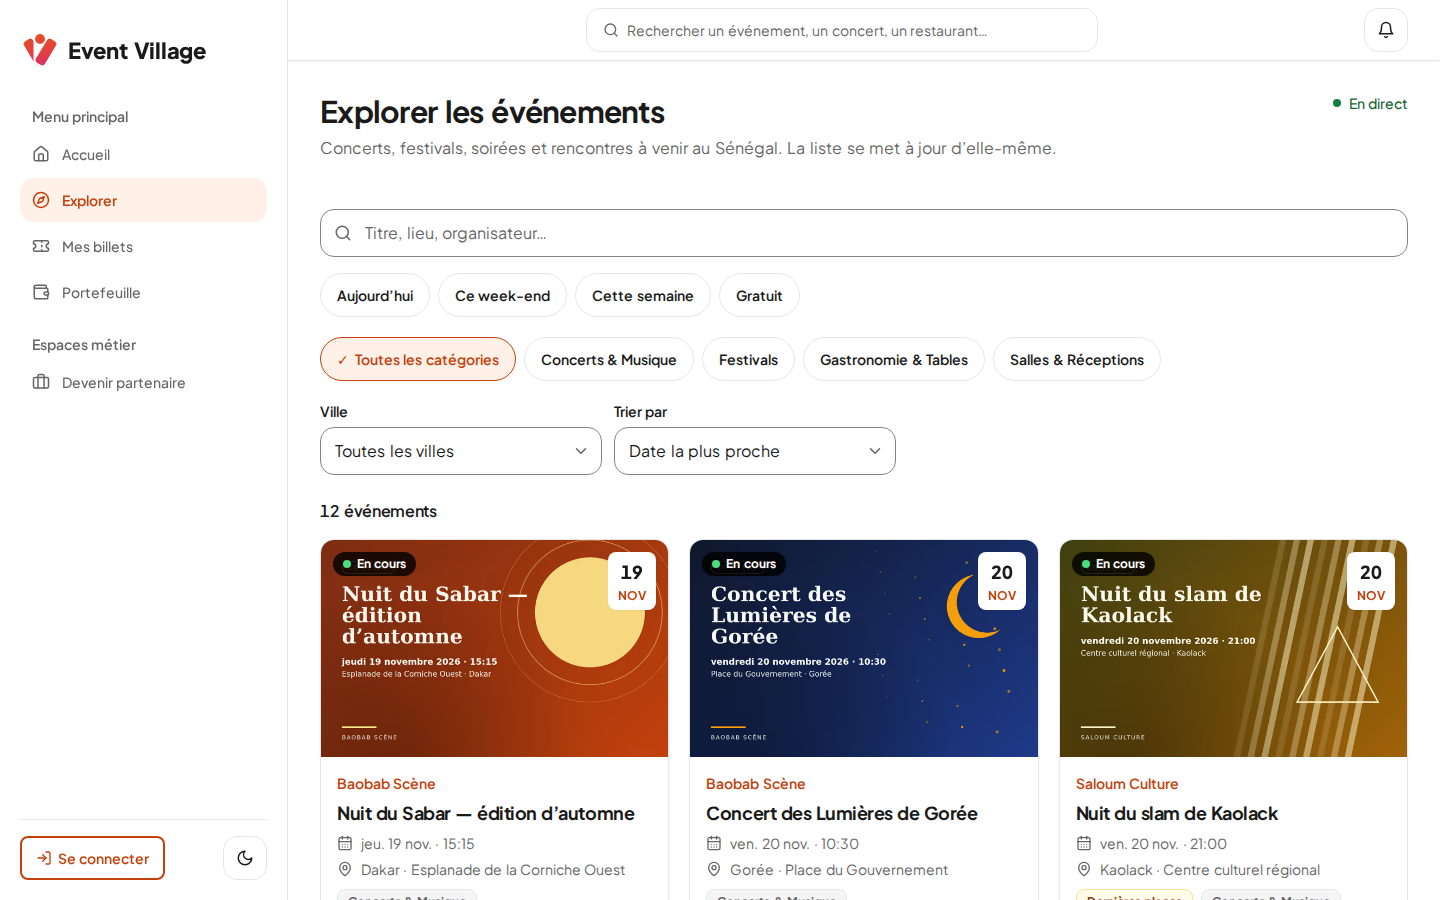 Event Village
Rechercher un événement, un concert, un restaurant...
Menu principal
Accueil
Explorer
Mes billets
Portefeuille
Espaces métier
Devenir partenaire
Se connecter
Explorer les événements
En direct
Concerts, festivals, soirées et rencontres à venir au Sénégal. La liste se met à jour d’elle-même.
Titre, lieu, organisateur...
Aujourd’hui
Ce week-end
Cette semaine
Gratuit
✓ Toutes les catégories
Concerts & Musique
Festivals
Gastronomie & Tables
Salles & Réceptions
Ville
Trier par
Toutes les villes
Date la plus proche
12 événements
En cours
19
NOV
Nuit du Sabar —
édition
d’automne
jeudi 19 novembre 2026 · 15:15
Esplanade de la Corniche Ouest · Dakar
BAOBAB SCÈNE
Baobab Scène
Nuit du Sabar — édition d’automne
jeu. 19 nov. · 15:15
Dakar · Esplanade de la Corniche Ouest
Concerts & Musique
En cours
20
NOV
Concert des
Lumières de
Gorée
vendredi 20 novembre 2026 · 10:30
Place du Gouvernement · Gorée
BAOBAB SCÈNE
Baobab Scène
Concert des Lumières de Gorée
ven. 20 nov. · 10:30
Gorée · Place du Gouvernement
Concerts & Musique
En cours
20
NOV
Nuit du slam de
Kaolack
vendredi 20 novembre 2026 · 21:00
Centre culturel régional · Kaolack
SALOUM CULTURE
Saloum Culture
Nuit du slam de Kaolack
ven. 20 nov. · 21:00
Kaolack · Centre culturel régional
Dernières places
Concerts & Musique